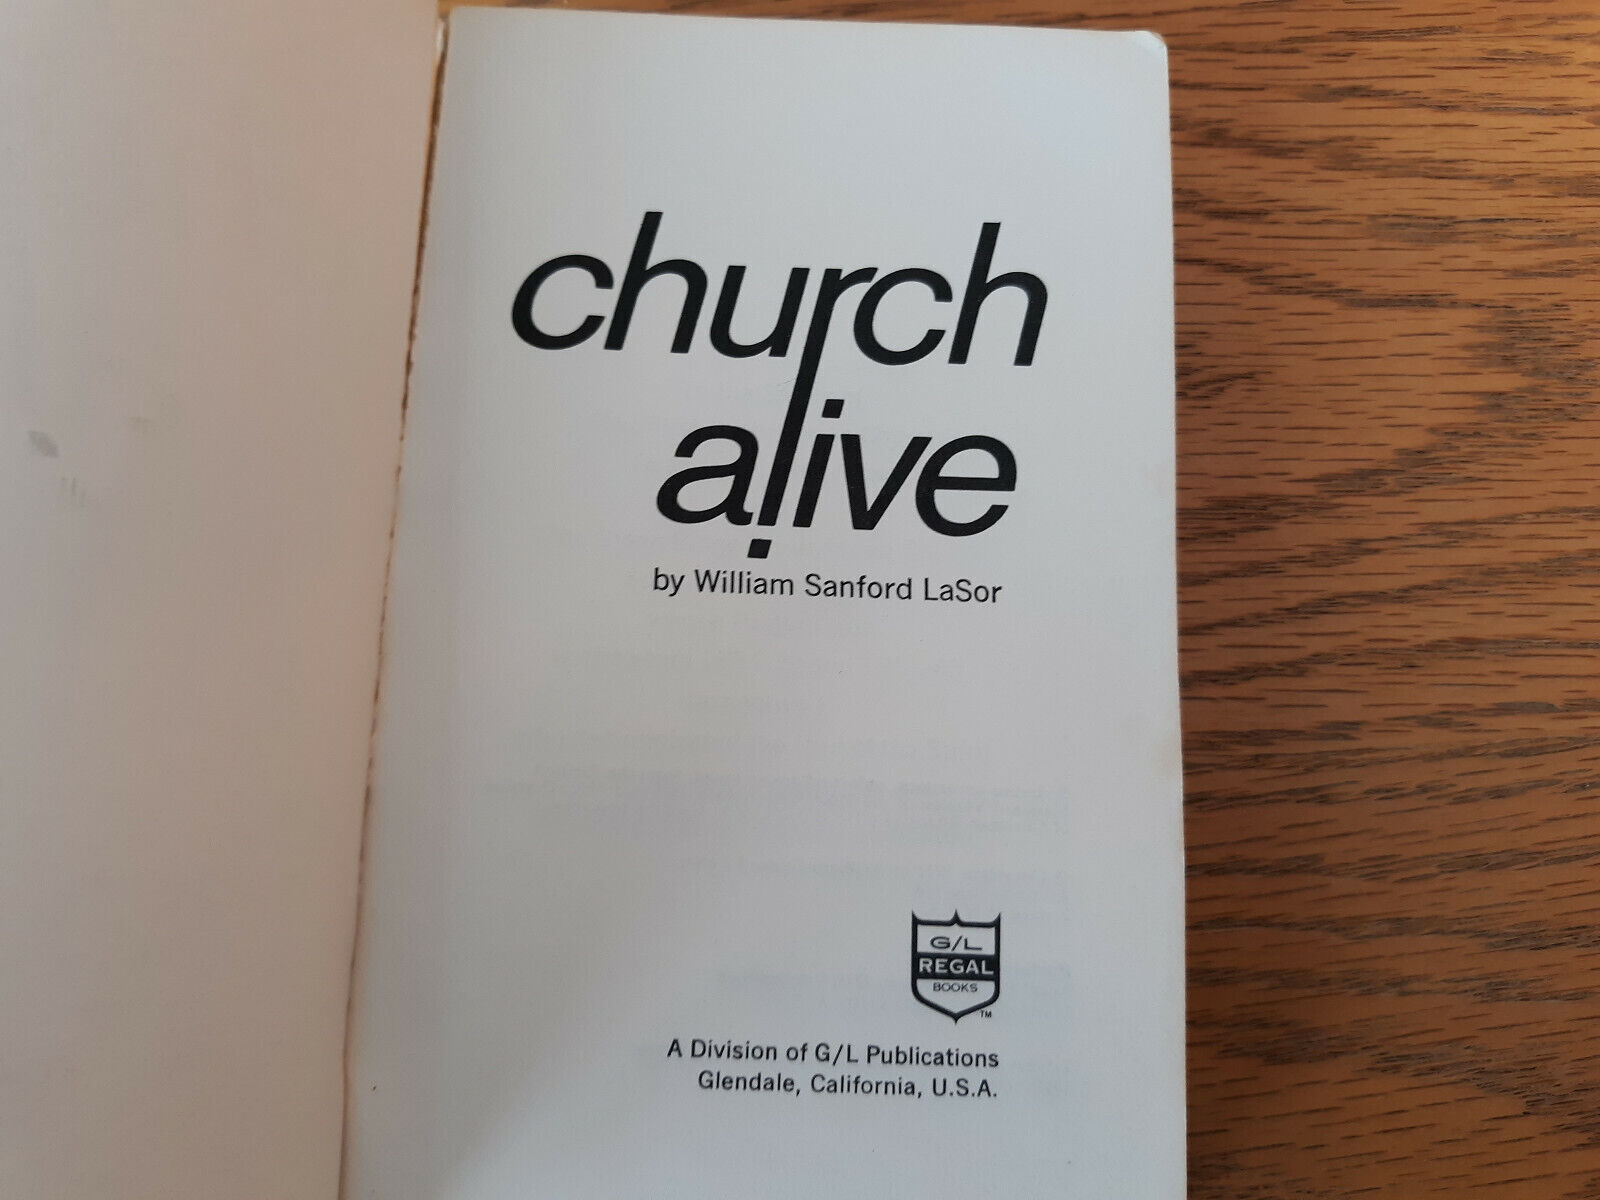 church
alive
by William Sanford LaSor
G/L
REGAL
BOOKS
TM
A Division of G/L Publications
Glendale, California, U.S.A.